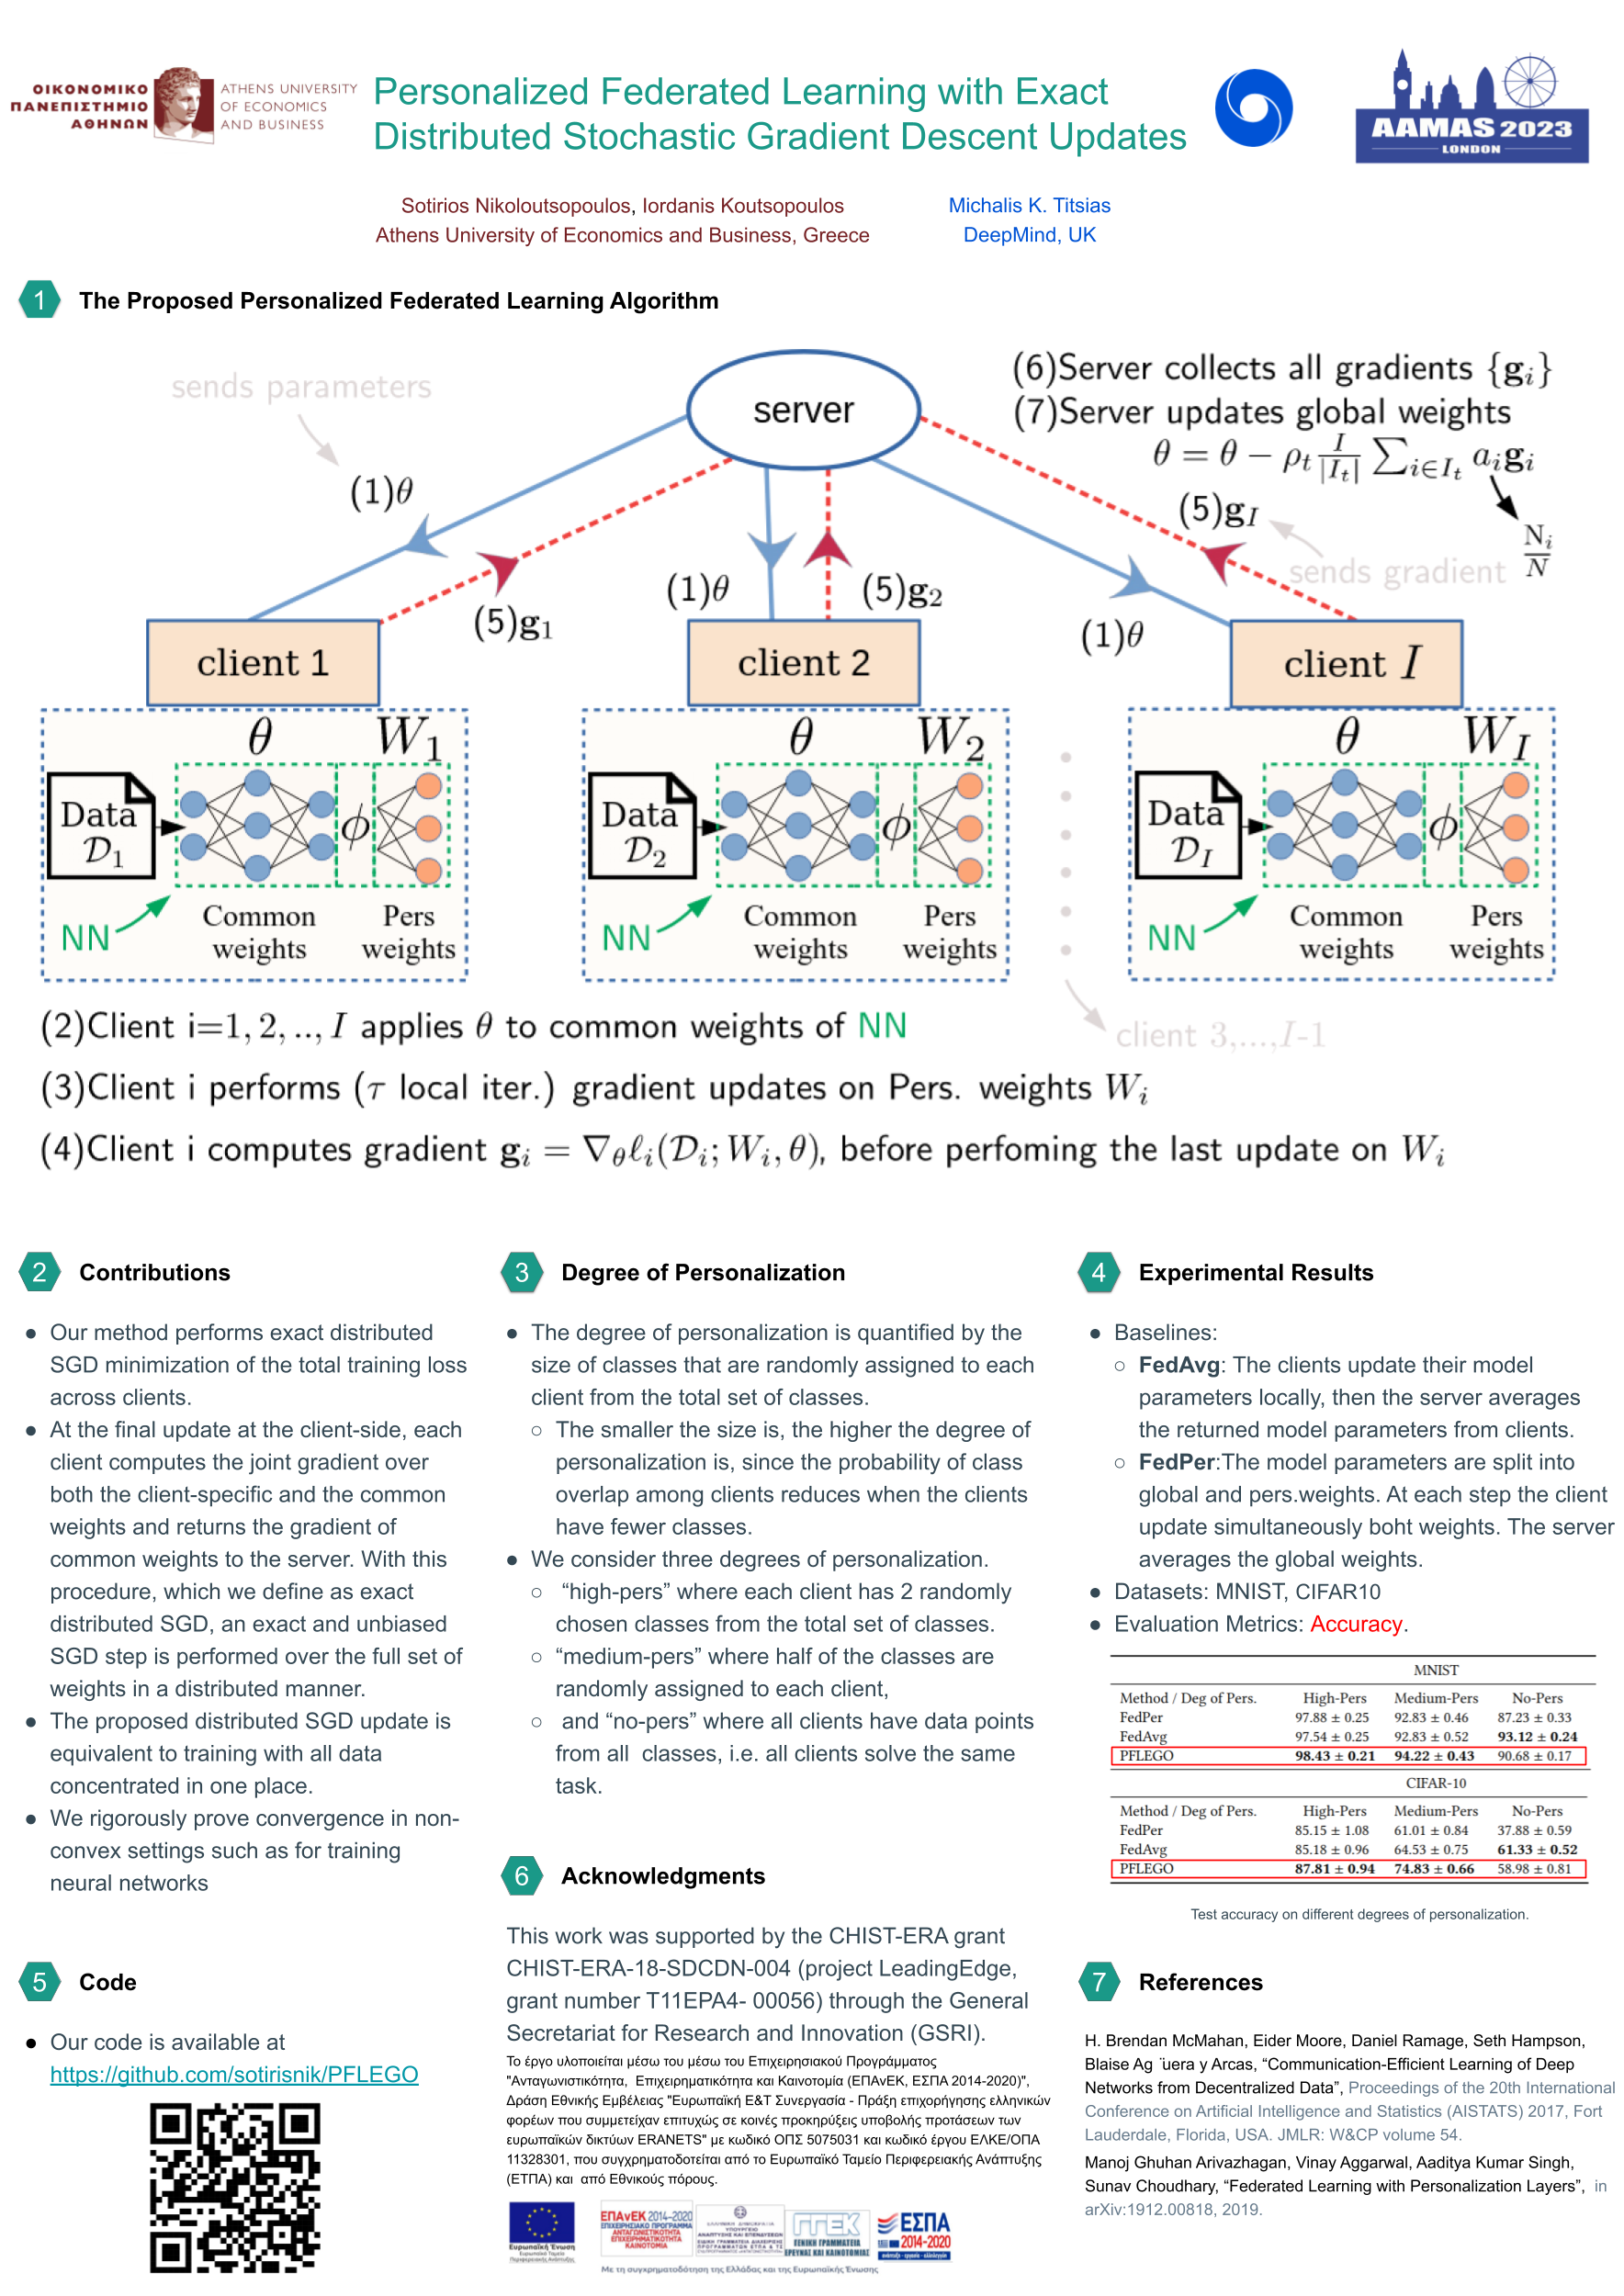 ΟΙΚΟΝΟΜΙΚΟ
ΠΑΝΕΠΙΣΤΗΜΙΟ
ΑΘΗΝΩΝ
ATHENS UNIVERSITY
OF ECONOMICS
AND BUSINESS
Personalized Federated Learning with Exact
Distributed Stochastic Gradient Descent Updates
AAMAS 2023
LONDON
Sotirios Nikoloutsopoulos, Iordanis Koutsopoulos
Athens University of Economics and Business, Greece
Michalis K. Titsias
DeepMind, UK
1 The Proposed Personalized Federated Learning Algorithm
sends parameters
server
(6)Server collects all gradients {g_i}
(7)Server updates global weights
θ = θ − ρ_t I/|I_t| ∑_{i∈I_t} a_i g_i
N_i/N
(1)θ
(5)g_1
(1)θ
(5)g_2
(1)θ
(5)g_I
sends gradient
client 1
client 2
client I
θ W_1
Data D_1
ϕ
NN
Common weights
Pers weights
θ W_2
Data D_2
ϕ
NN
Common weights
Pers weights
θ W_I
Data D_I
ϕ
NN
Common weights
Pers weights
client 3,...,I-1
(2)Client i=1, 2, .., I applies θ to common weights of NN
(3)Client i performs (τ local iter.) gradient updates on Pers. weights W_i
(4)Client i computes gradient g_i = ∇_θ ℓ_i(D_i; W_i, θ), before perfoming the last update on W_i
2 Contributions
● Our method performs exact distributed
SGD minimization of the total training loss
across clients.
● At the final update at the client-side, each
client computes the joint gradient over
both the client-specific and the common
weights and returns the gradient of
common weights to the server. With this
procedure, which we define as exact
distributed SGD, an exact and unbiased
SGD step is performed over the full set of
weights in a distributed manner.
● The proposed distributed SGD update is
equivalent to training with all data
concentrated in one place.
● We rigorously prove convergence in non-
convex settings such as for training
neural networks
3 Degree of Personalization
● The degree of personalization is quantified by the
size of classes that are randomly assigned to each
client from the total set of classes.
○ The smaller the size is, the higher the degree of
personalization is, since the probability of class
overlap among clients reduces when the clients
have fewer classes.
● We consider three degrees of personalization.
○ “high-pers” where each client has 2 randomly
chosen classes from the total set of classes.
○ “medium-pers” where half of the classes are
randomly assigned to each client,
○ and “no-pers” where all clients have data points
from all classes, i.e. all clients solve the same
task.
4 Experimental Results
● Baselines:
○ FedAvg: The clients update their model
parameters locally, then the server averages
the returned model parameters from clients.
○ FedPer:The model parameters are split into
global and pers.weights. At each step the client
update simultaneously boht weights. The server
averages the global weights.
● Datasets: MNIST, CIFAR10
● Evaluation Metrics: Accuracy.
MNIST
Method / Deg of Pers. High-Pers Medium-Pers No-Pers
FedPer 97.88 ± 0.25 92.83 ± 0.46 87.23 ± 0.33
FedAvg 97.54 ± 0.25 92.83 ± 0.52 93.12 ± 0.24
PFLEGO 98.43 ± 0.21 94.22 ± 0.43 90.68 ± 0.17
CIFAR-10
Method / Deg of Pers. High-Pers Medium-Pers No-Pers
FedPer 85.15 ± 1.08 61.01 ± 0.84 37.88 ± 0.59
FedAvg 85.18 ± 0.96 64.53 ± 0.75 61.33 ± 0.52
PFLEGO 87.81 ± 0.94 74.83 ± 0.66 58.98 ± 0.81
Test accuracy on different degrees of personalization.
5 Code
● Our code is available at
https://github.com/sotirisnik/PFLEGO
6 Acknowledgments
This work was supported by the CHIST-ERA grant
CHIST-ERA-18-SDCDN-004 (project LeadingEdge,
grant number T11EPA4- 00056) through the General
Secretariat for Research and Innovation (GSRI).
Το έργο υλοποιείται μέσω του μέσω του Επιχειρησιακού Προγράμματος
"Ανταγωνιστικότητα, Επιχειρηματικότητα και Καινοτομία (ΕΠΑνΕΚ, ΕΣΠΑ 2014-2020)",
Δράση Εθνικής Εμβέλειας "Ευρωπαϊκή Ε&Τ Συνεργασία - Πράξη επιχορήγησης ελληνικών
φορέων που συμμετείχαν επιτυχώς σε κοινές προκηρύξεις υποβολής προτάσεων των
ευρωπαϊκών δικτύων ERANETS" με κωδικό ΟΠΣ 5075031 και κωδικό έργου ΕΛΚΕ/ΟΠΑ
11328301, που συγχρηματοδοτείται από το Ευρωπαϊκό Ταμείο Περιφερειακής Ανάπτυξης
(ΕΤΠΑ) και από Εθνικούς πόρους.
Ευρωπαϊκή Ένωση
Ευρωπαϊκό Ταμείο
Περιφερειακής Ανάπτυξης
ΕΠΑνΕΚ 2014-2020
ΕΠΙΧΕΙΡΗΣΙΑΚΟ ΠΡΟΓΡΑΜΜΑ
ΑΝΤΑΓΩΝΙΣΤΙΚΟΤΗΤΑ
ΕΠΙΧΕΙΡΗΜΑΤΙΚΟΤΗΤΑ
ΚΑΙΝΟΤΟΜΙΑ
ΓΓΕΚ
ΓΕΝΙΚΗ ΓΡΑΜΜΑΤΕΙΑ
ΕΡΕΥΝΑΣ ΚΑΙ ΚΑΙΝΟΤΟΜΙΑΣ
ΕΣΠΑ
2014-2020
ανάπτυξη - εργασία - αλληλεγγύη
Με τη συγχρηματοδότηση της Ελλάδας και της Ευρωπαϊκής Ένωσης
7 References
H. Brendan McMahan, Eider Moore, Daniel Ramage, Seth Hampson,
Blaise Ag ¨uera y Arcas, “Communication-Efficient Learning of Deep
Networks from Decentralized Data”, Proceedings of the 20th International
Conference on Artificial Intelligence and Statistics (AISTATS) 2017, Fort
Lauderdale, Florida, USA. JMLR: W&CP volume 54.
Manoj Ghuhan Arivazhagan, Vinay Aggarwal, Aaditya Kumar Singh,
Sunav Choudhary, “Federated Learning with Personalization Layers”, in
arXiv:1912.00818, 2019.